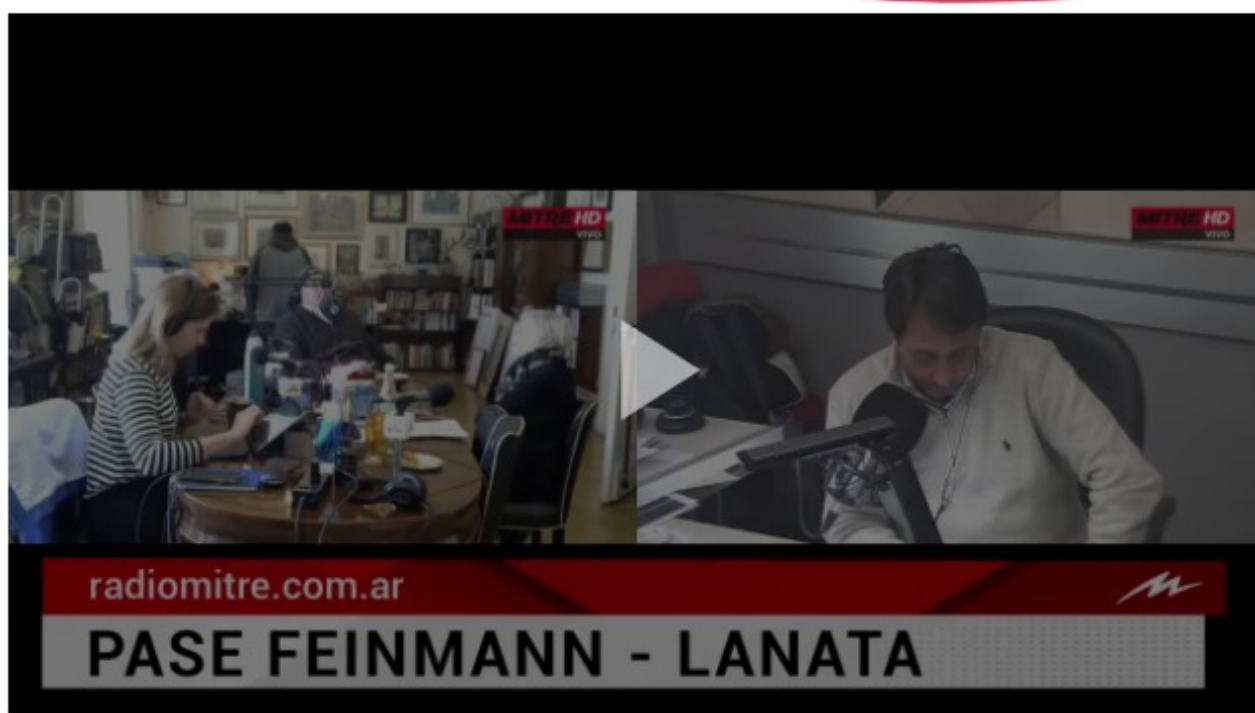 MITRE HD
VIVO
MITRE HD
VIVO
radiomitre.com.ar
PASE FEINMANN - LANATA